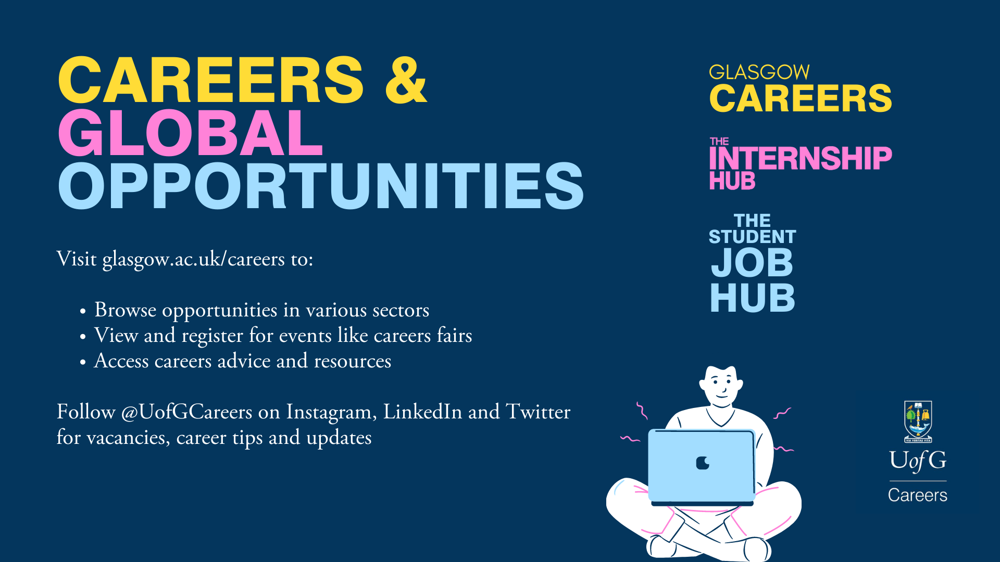 CAREERS &
GLOBAL
OPPORTUNITIES
Visit glasgow.ac.uk/careers to:
• Browse opportunities in various sectors
• View and register for events like careers fairs
• Access careers advice and resources
Follow @UofGCareers on Instagram, LinkedIn and Twitter
for vacancies, career tips and updates
GLASGOW
CAREERS
THE
INTERNSHIP
HUB
THE
STUDENT
JOB
HUB
VIA VERITAS VITA
UofG
Careers